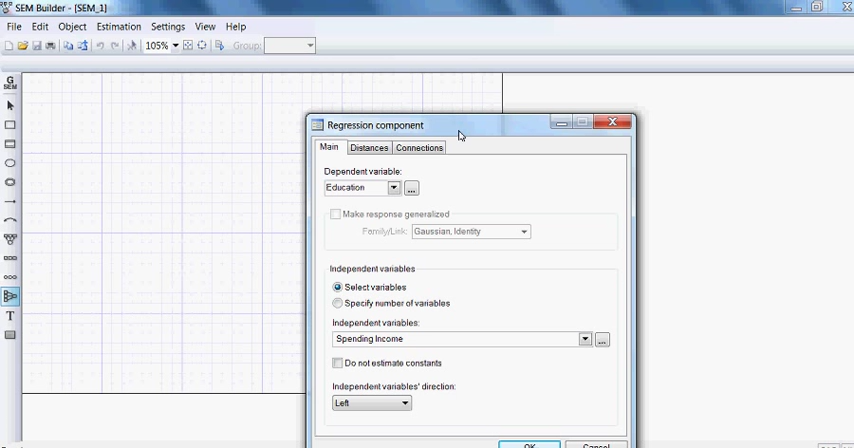 SEM Builder - [SEM_1]
File Edit Object Estimation Settings View Help
105% Group:
G
SEM
T
Regression component
Main Distances Connections
Dependent variable:
Education ...
Make response generalized
Family/Link: Gaussian, Identity
Independent variables
Select variables
Specify number of variables
Independent variables:
Spending Income ...
Do not estimate constants
Independent variables' direction:
Left
OK Cancel